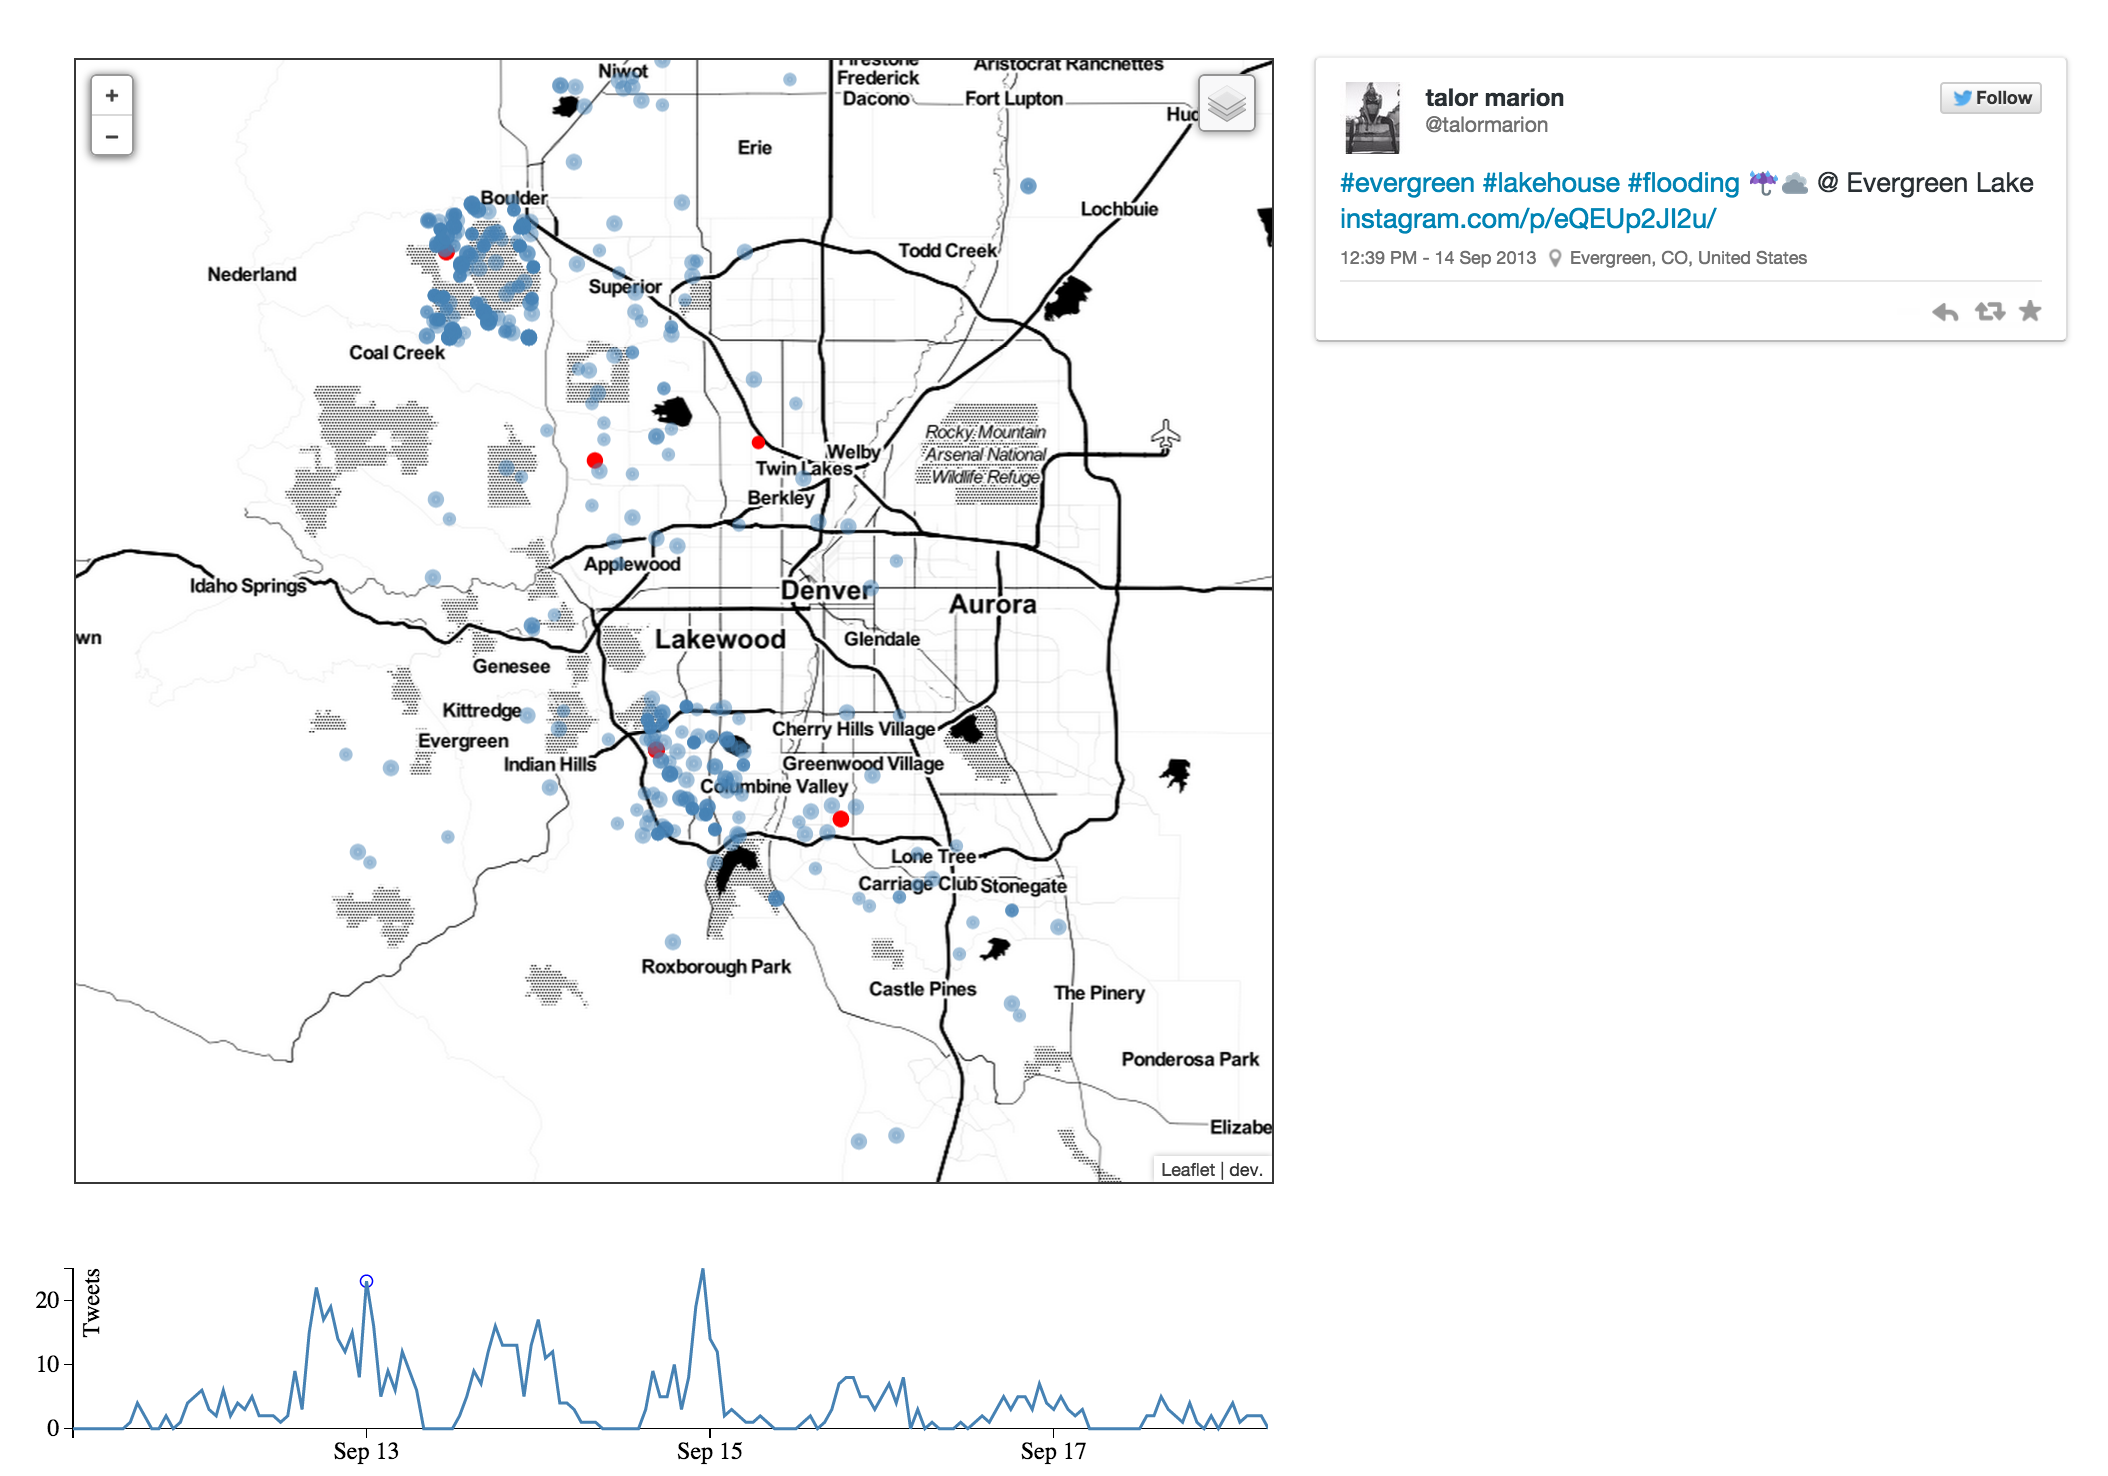 +
−
Niwot
Firestone
Frederick
Dacono
Aristocrat Ranchettes
Fort Lupton
Hud
Erie
Boulder
Lochbuie
Todd Creek
Nederland
Superior
Coal Creek
Rocky Mountain
Arsenal National
Wildlife Refuge
Welby
Twin Lakes
Berkley
Applewood
Idaho Springs
Denver
Aurora
wn
Lakewood
Glendale
Genesee
Kittredge
Evergreen
Indian Hills
Cherry Hills Village
Greenwood Village
Columbine Valley
Lone Tree
Carriage Club
Stonegate
Roxborough Park
Castle Pines
The Pinery
Ponderosa Park
Elizabe
Leaflet | dev.
talor marion
@talormarion
Follow
#evergreen #lakehouse #flooding ☔☁ @ Evergreen Lake
instagram.com/p/eQEUp2JI2u/
12:39 PM - 14 Sep 2013 Evergreen, CO, United States
Tweets
20
10
0
Sep 13
Sep 15
Sep 17